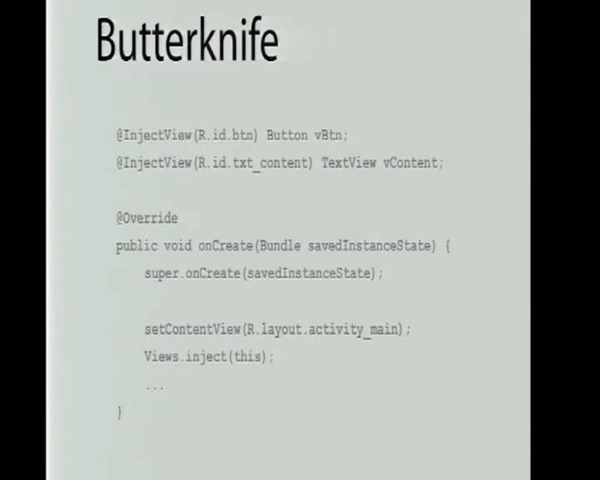 Butterknife
@InjectView(R.id.btn) Button vBtn;
@InjectView(R.id.txt_content) TextView vContent;
@Override
public void onCreate(Bundle savedInstanceState) {
super.onCreate(savedInstanceState);
setContentView(R.layout.activity_main);
Views.inject(this);
...
}